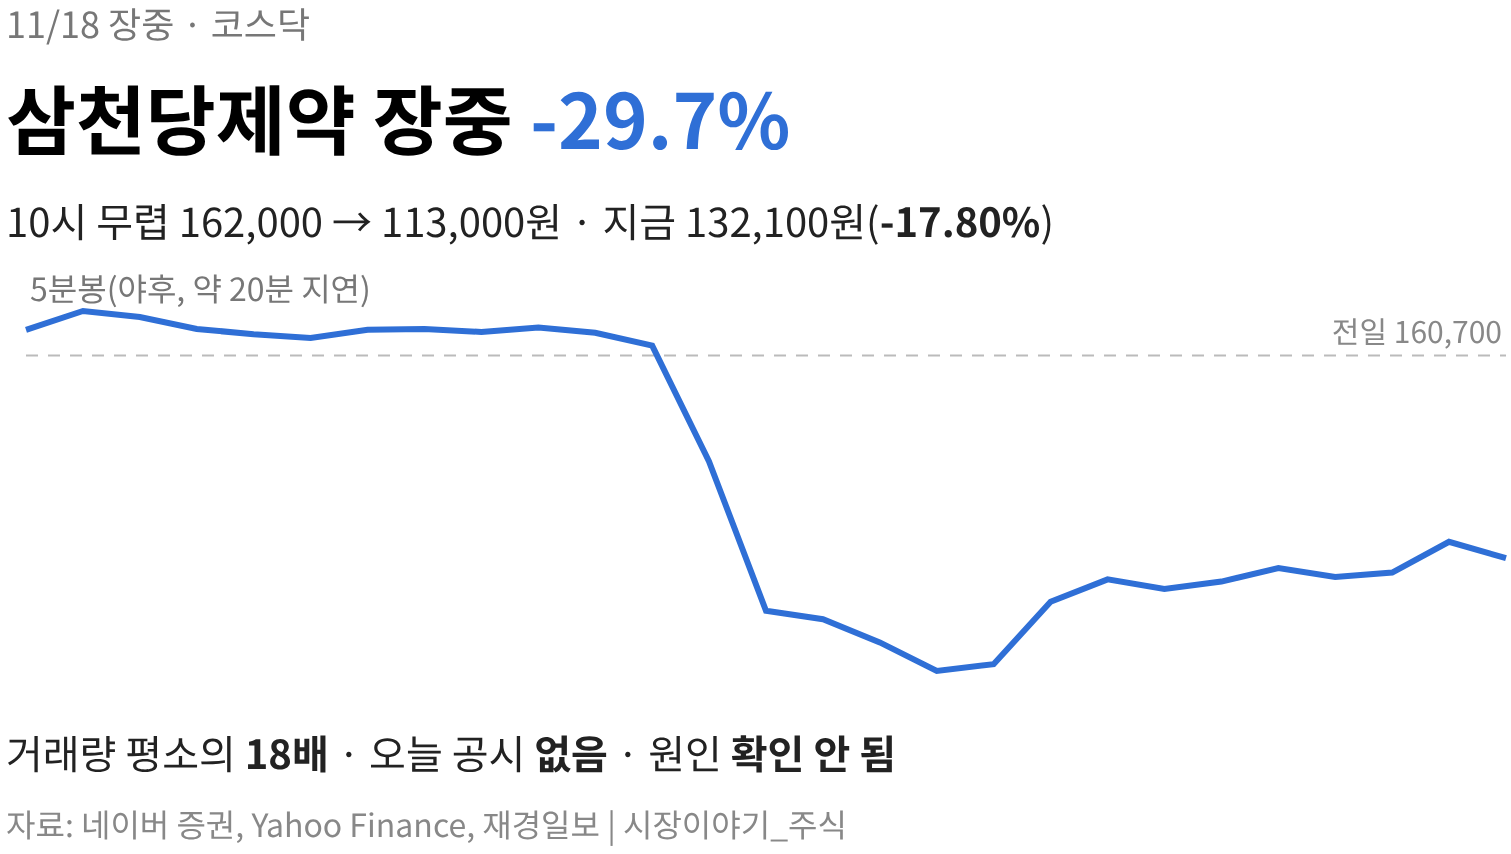 11/18 장중 · 코스닥
삼천당제약 장중 -29.7%
10시 무렵 162,000 → 113,000원 · 지금 132,100원(-17.80%)
5분봉(야후, 약 20분 지연)
전일 160,700
거래량 평소의 18배 · 오늘 공시 없음 · 원인 확인 안 됨
자료: 네이버 증권, Yahoo Finance, 재경일보 | 시장이야기_주식